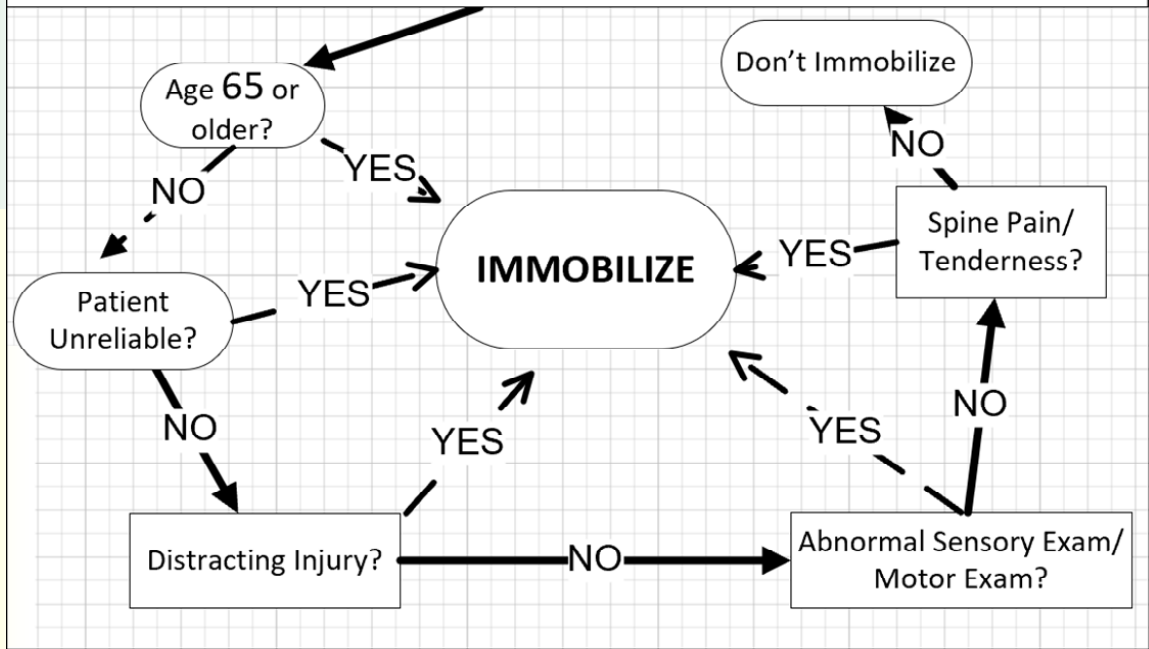 Age 65 or
older?
YES
NO
Patient
Unreliable?
YES
NO
Distracting Injury?
YES
NO
Abnormal Sensory Exam/
Motor Exam?
YES
NO
Spine Pain/
Tenderness?
YES
NO
Don't Immobilize
IMMOBILIZE